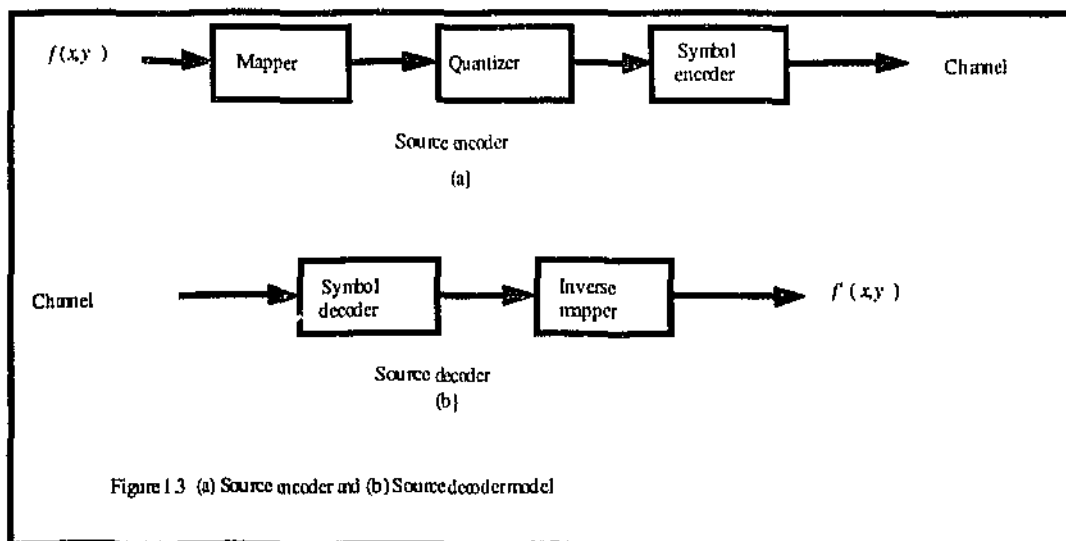 f(x,y )
Mapper
Quantizer
Symbol
encoder
Channel
Source encoder
(a]
Channel
Symbol
decoder
Inverse
mapper
f' ( x,y )
Source decoder
(b}
Figure 1.3 (a) Source encoder and (b) Source decoder model